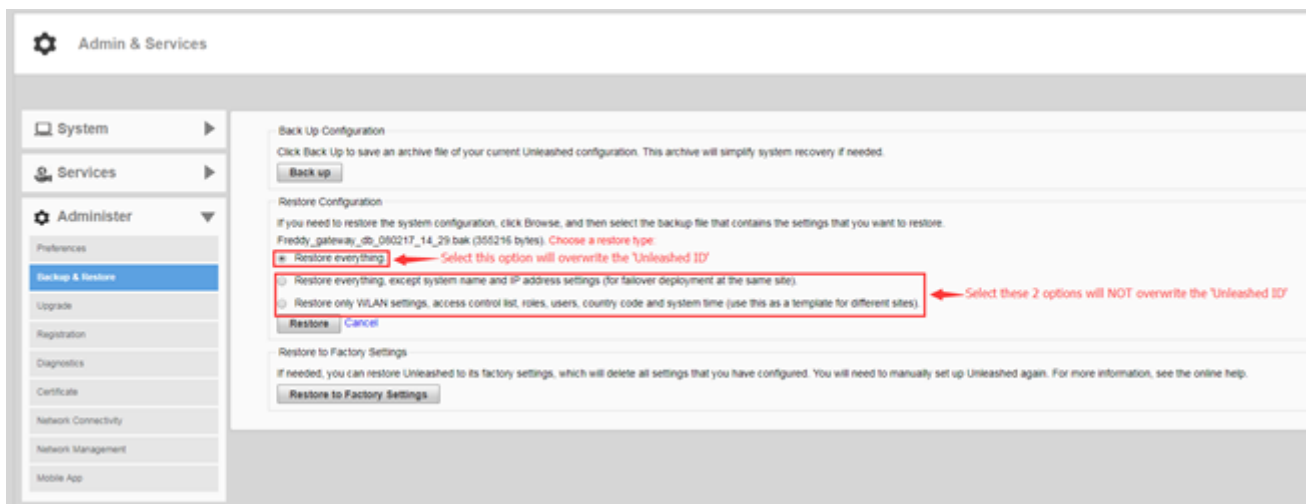 Admin & Services
System
Services
Administer
Preferences
Backup & Restore
Upgrade
Registration
Diagnostics
Certificate
Network Connectivity
Network Management
Mobile App
Back Up Configuration
Click Back Up to save an archive file of your current Unleashed configuration. This archive will simplify system recovery if needed.
Back up
Restore Configuration
If you need to restore the system configuration, click Browse, and then select the backup file that contains the settings that you want to restore.
Freddy_gateway_db_080217_14_29.bak (355216 bytes). Choose a restore type:
Restore everything. Select this option will overwrite the 'Unleashed ID'
Restore everything, except system name and IP address settings (for failover deployment at the same site).
Restore only WLAN settings, access control list, roles, users, country code and system time (use this as a template for different sites).
Select these 2 options will NOT overwrite the 'Unleashed ID'
Restore Cancel
Restore to Factory Settings
If needed, you can restore Unleashed to its factory settings, which will delete all settings that you have configured. You will need to manually set up Unleashed again. For more information, see the online help.
Restore to Factory Settings